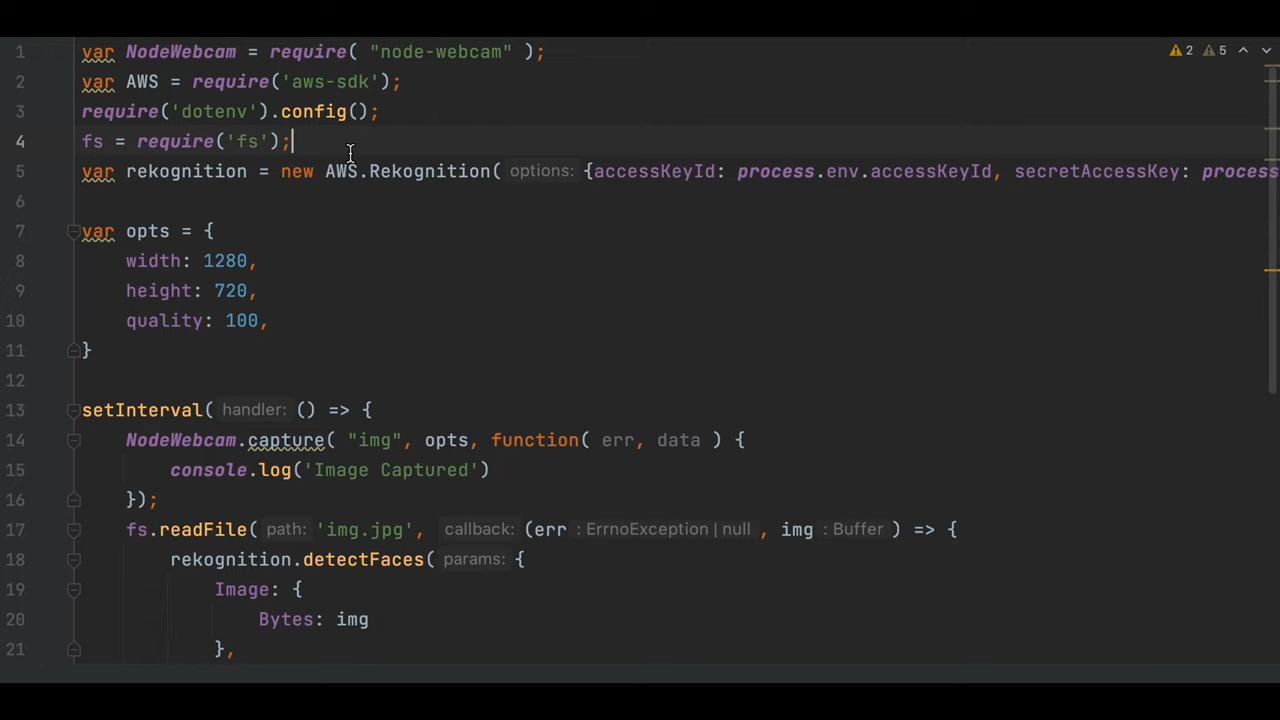 1 var NodeWebcam = require( "node-webcam" ); 2 5
2 var AWS = require('aws-sdk');
3 require('dotenv').config();
4 fs = require('fs');
5 var rekognition = new AWS.Rekognition( options: {accessKeyId: process.env.accessKeyId, secretAccessKey: process
6
7 var opts = {
8 width: 1280,
9 height: 720,
10 quality: 100,
11 }
12
13 setInterval( handler: () => {
14 NodeWebcam.capture( "img", opts, function( err, data ) {
15 console.log('Image Captured')
16 });
17 fs.readFile( path: 'img.jpg', callback: (err : ErrnoException | null , img : Buffer ) => {
18 rekognition.detectFaces( params: {
19 Image: {
20 Bytes: img
21 },